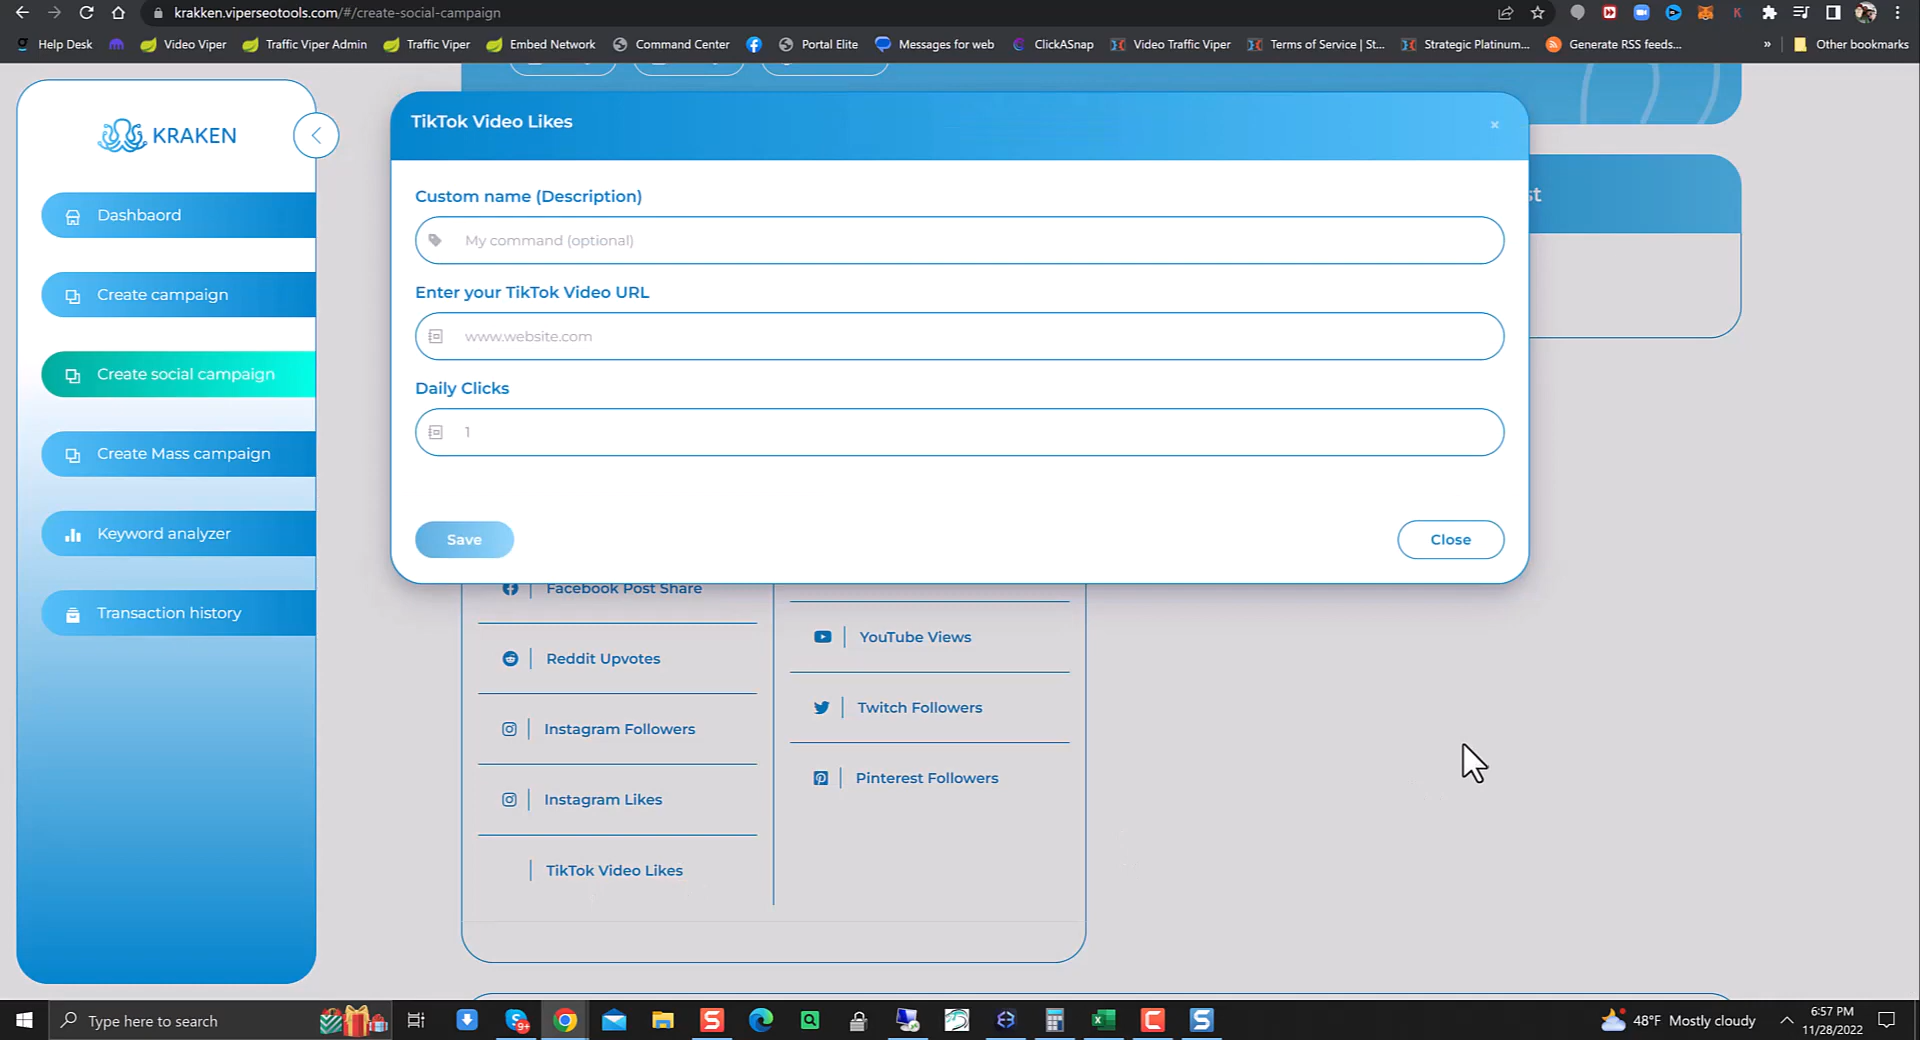 krakken.viperseotools.com/#/create-social-campaign
Help Desk
Video Viper
Traffic Viper Admin
Traffic Viper
Embed Network
Command Center
Portal Elite
Messages for web
ClickASnap
Video Traffic Viper
Terms of Service | St...
Strategic Platinum...
Generate RSS feeds...
»
Other bookmarks
KRAKEN
Dashbaord
Create campaign
Create social campaign
Create Mass campaign
Keyword analyzer
Transaction history
TikTok Video Likes
×
st
Custom name (Description)
My command (optional)
Enter your TikTok Video URL
www.website.com
Daily Clicks
1
Save
Close
Facebook Post Share
Reddit Upvotes
Instagram Followers
Instagram Likes
TikTok Video Likes
YouTube Views
Twitch Followers
Pinterest Followers
Type here to search
9+
48°F Mostly cloudy
6:57 PM
11/28/2022